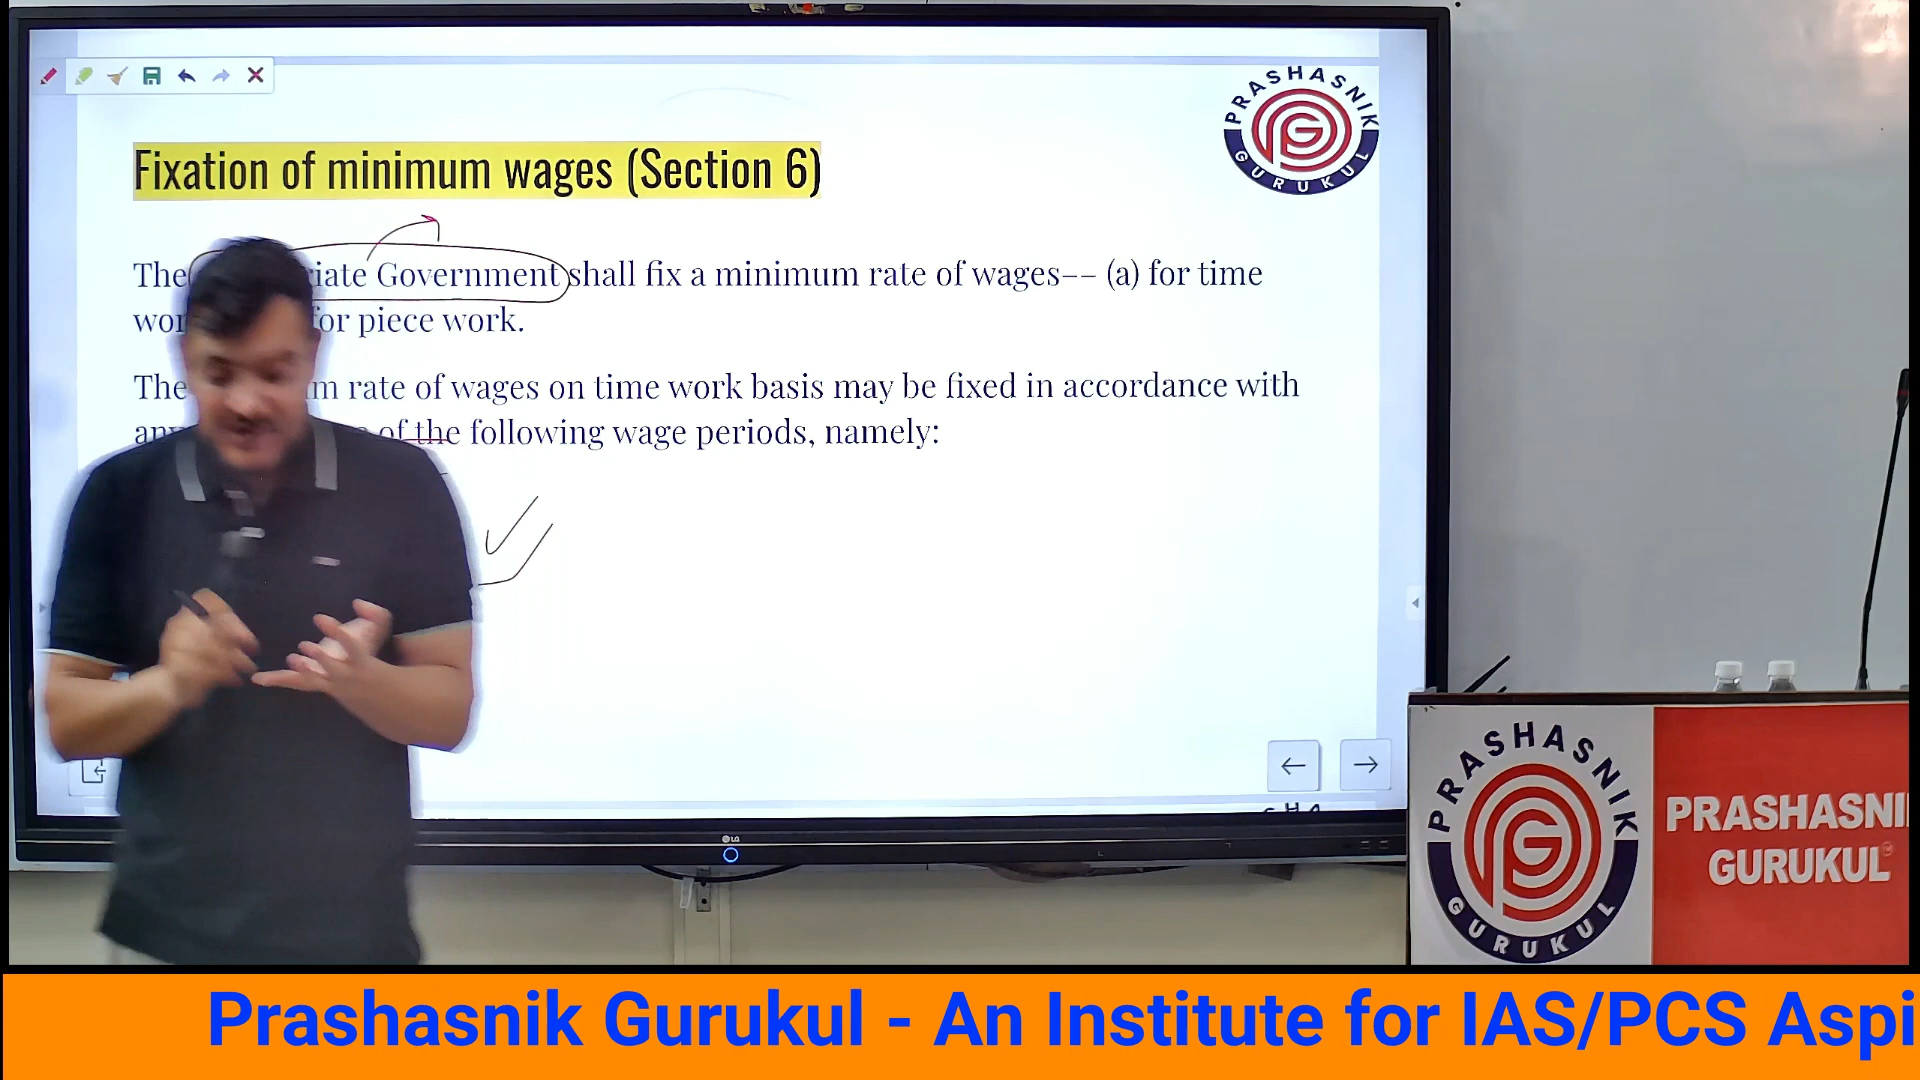 Fixation of minimum wages (Section 6)
PRASHASNIK
GURUKUL
The Government shall fix a minimum rate of wages–– (a) for time
for piece work.
The rate of wages on time work basis may be fixed in accordance with
of the following wage periods, namely:
LG
PRASHASNIK
GURUKUL
PRASHASNI
GURUKUL
Prashasnik Gurukul - An Institute for IAS/PCS Aspi